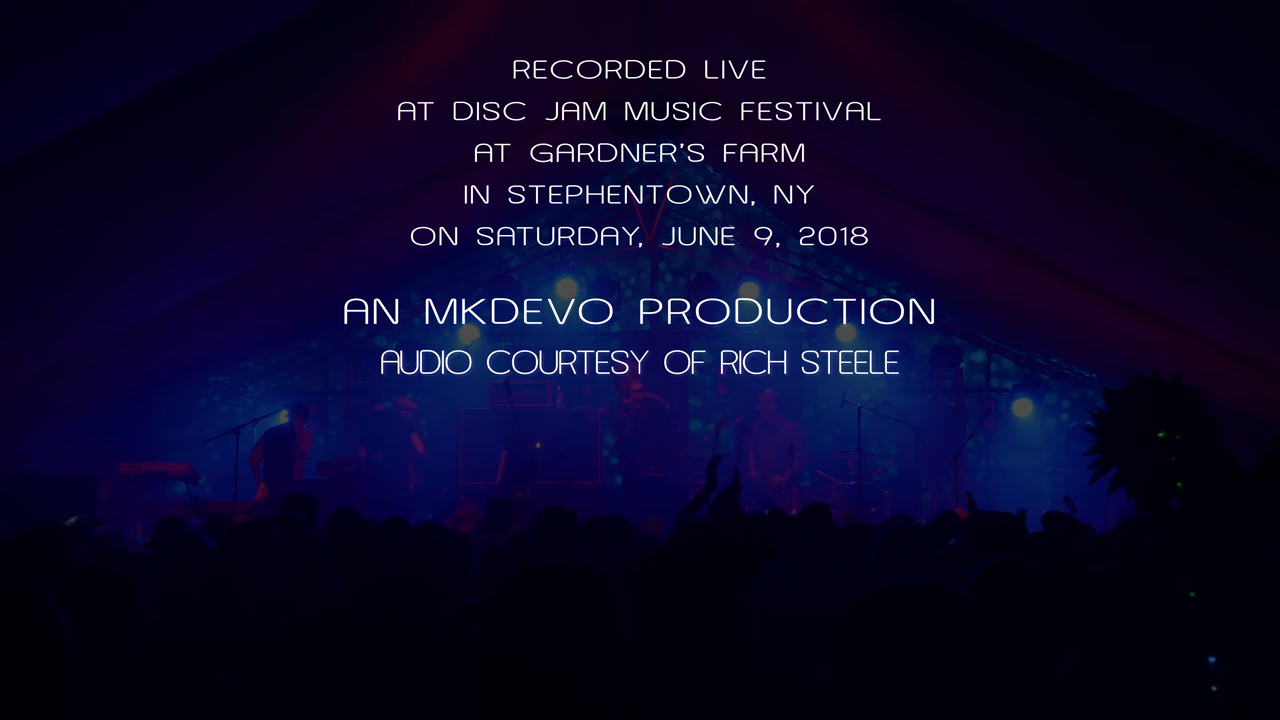 RECORDED LIVE
AT DISC JAM MUSIC FESTIVAL
AT GARDNER'S FARM
IN STEPHENTOWN, NY
ON SATURDAY, JUNE 9, 2018
AN MKDEVO PRODUCTION
AUDIO COURTESY OF RICH STEELE